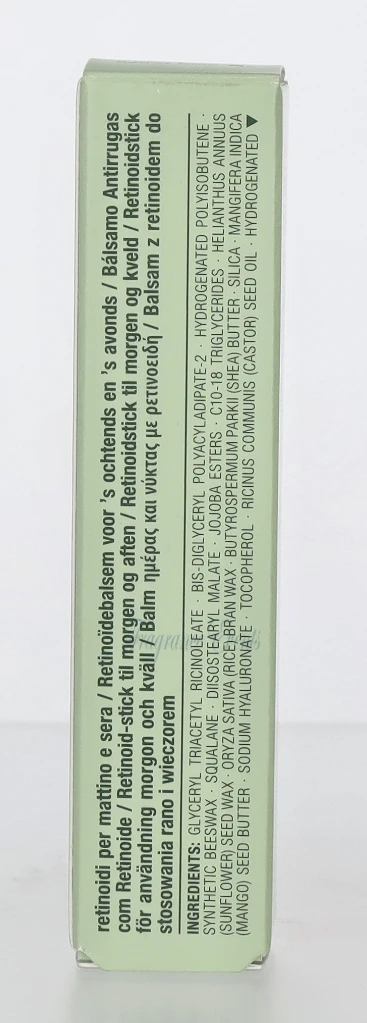 retinoidi per mattino e sera / Retinoïdebalsem voor 's ochtends en 's avonds / Bálsamo Antirrugas
com Retinoide / Retinoid-stick til morgen og aften / Retinoidstick til morgen og kveld / Retinoidstick
för användning morgon och kväll / Balm ημέρας και νύκτας με ρετινοειδή / Balsam z retinoidem do
stosowania rano i wieczorem
INGREDIENTS: GLYCERYL TRIACETYL RICINOLEATE · BIS-DIGLYCERYL POLYACYLADIPATE-2 · HYDROGENATED POLYISOBUTENE ·
SYNTHETIC BEESWAX · SQUALANE · DIISOSTEARYL MALATE · JOJOBA ESTERS · C10-18 TRIGLYCERIDES · HELIANTHUS ANNUUS
(SUNFLOWER) SEED WAX · ORYZA SATIVA (RICE) BRAN WAX · BUTYROSPERMUM PARKII (SHEA) BUTTER · SILICA · MANGIFERA INDICA
(MANGO) SEED BUTTER · SODIUM HYALURONATE · TOCOPHEROL · RICINUS COMMUNIS (CASTOR) SEED OIL · HYDROGENATED ▼